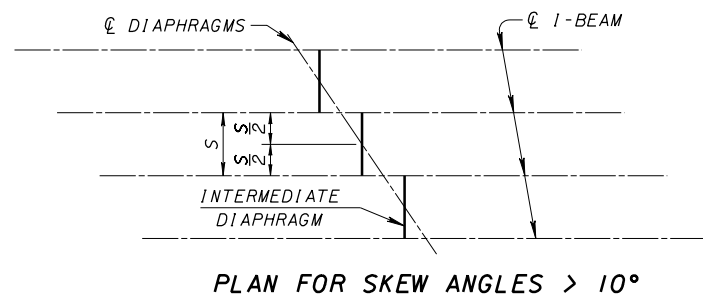 ℄ DIAPHRAGMS
℄ I-BEAM
S
S/2
S/2
INTERMEDIATE
DIAPHRAGM
PLAN FOR SKEW ANGLES > 10°